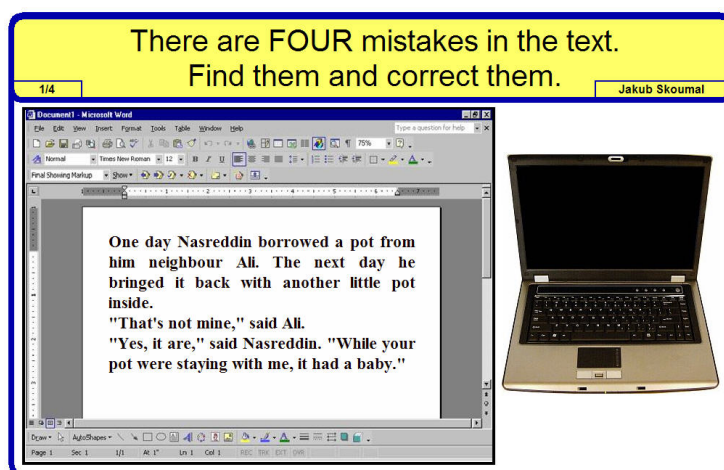 There are FOUR mistakes in the text.
Find them and correct them.
1/4
Jakub Skoumal
Document1 - Microsoft Word
File Edit View Insert Format Tools Table Window Help
Type a question for help
75%
Normal Times New Roman 12 B I U
Final Showing Markup Show
One day Nasreddin borrowed a pot from
him neighbour Ali. The next day he
bringed it back with another little pot
inside.
"That's not mine," said Ali.
"Yes, it are," said Nasreddin. "While your
pot were staying with me, it had a baby."
Draw AutoShapes
Page 1 Sec 1 1/1 At 1" Ln 1 Col 1 REC TRK EXT OVR